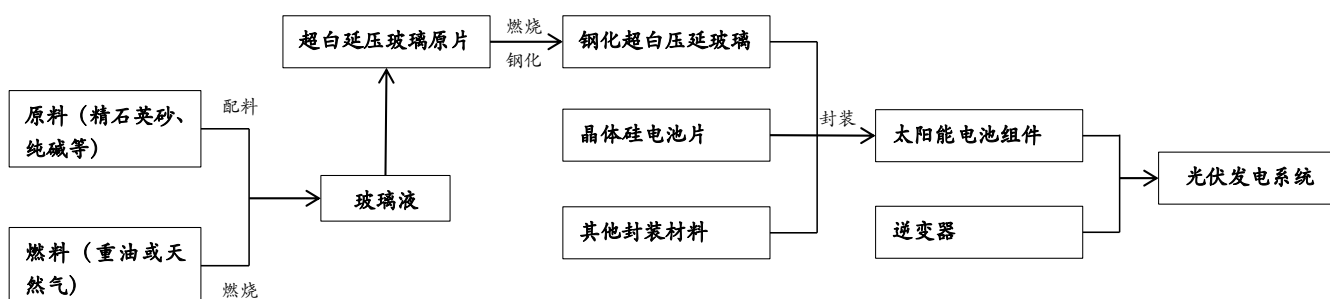 超白延压玻璃原片
燃烧
钢化
钢化超白压延玻璃
原料（精石英砂、
纯碱等）
配料
晶体硅电池片
封装
太阳能电池组件
玻璃液
光伏发电系统
燃料（重油或天
然气）
燃烧
其他封装材料
逆变器